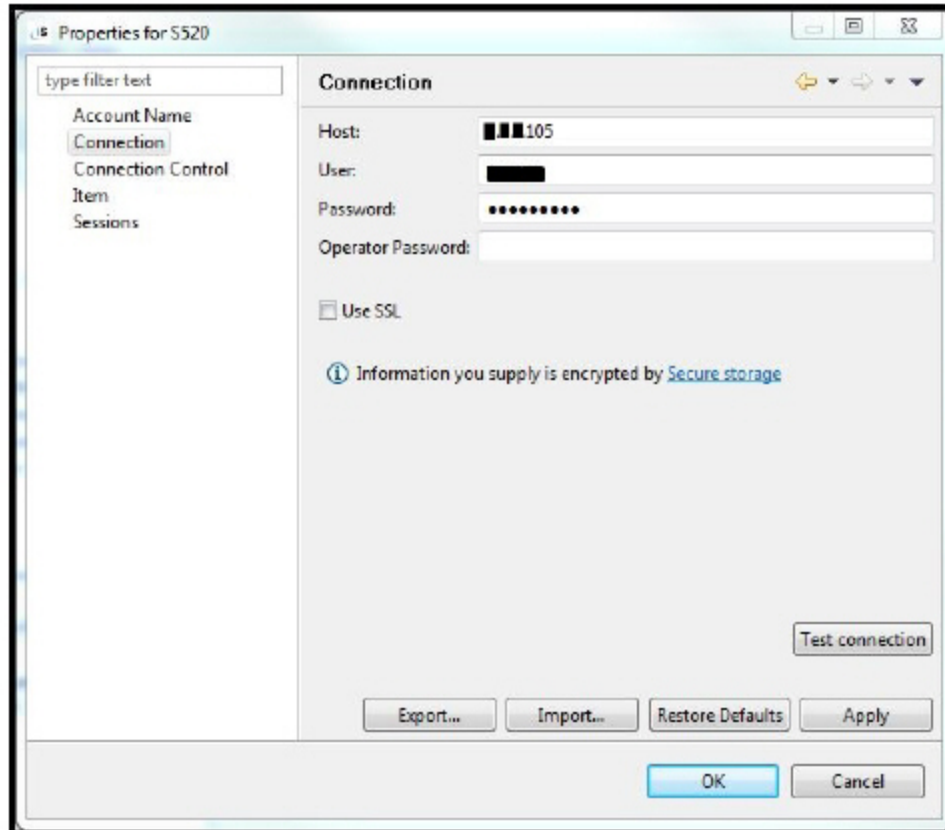 Properties for S520
type filter text
Account Name
Connection
Connection Control
Item
Sessions
Connection
Host: 105
User:
Password: •••••••••
Operator Password:
Use SSL
Information you supply is encrypted by Secure storage
Test connection
Export... Import... Restore Defaults Apply
OK Cancel